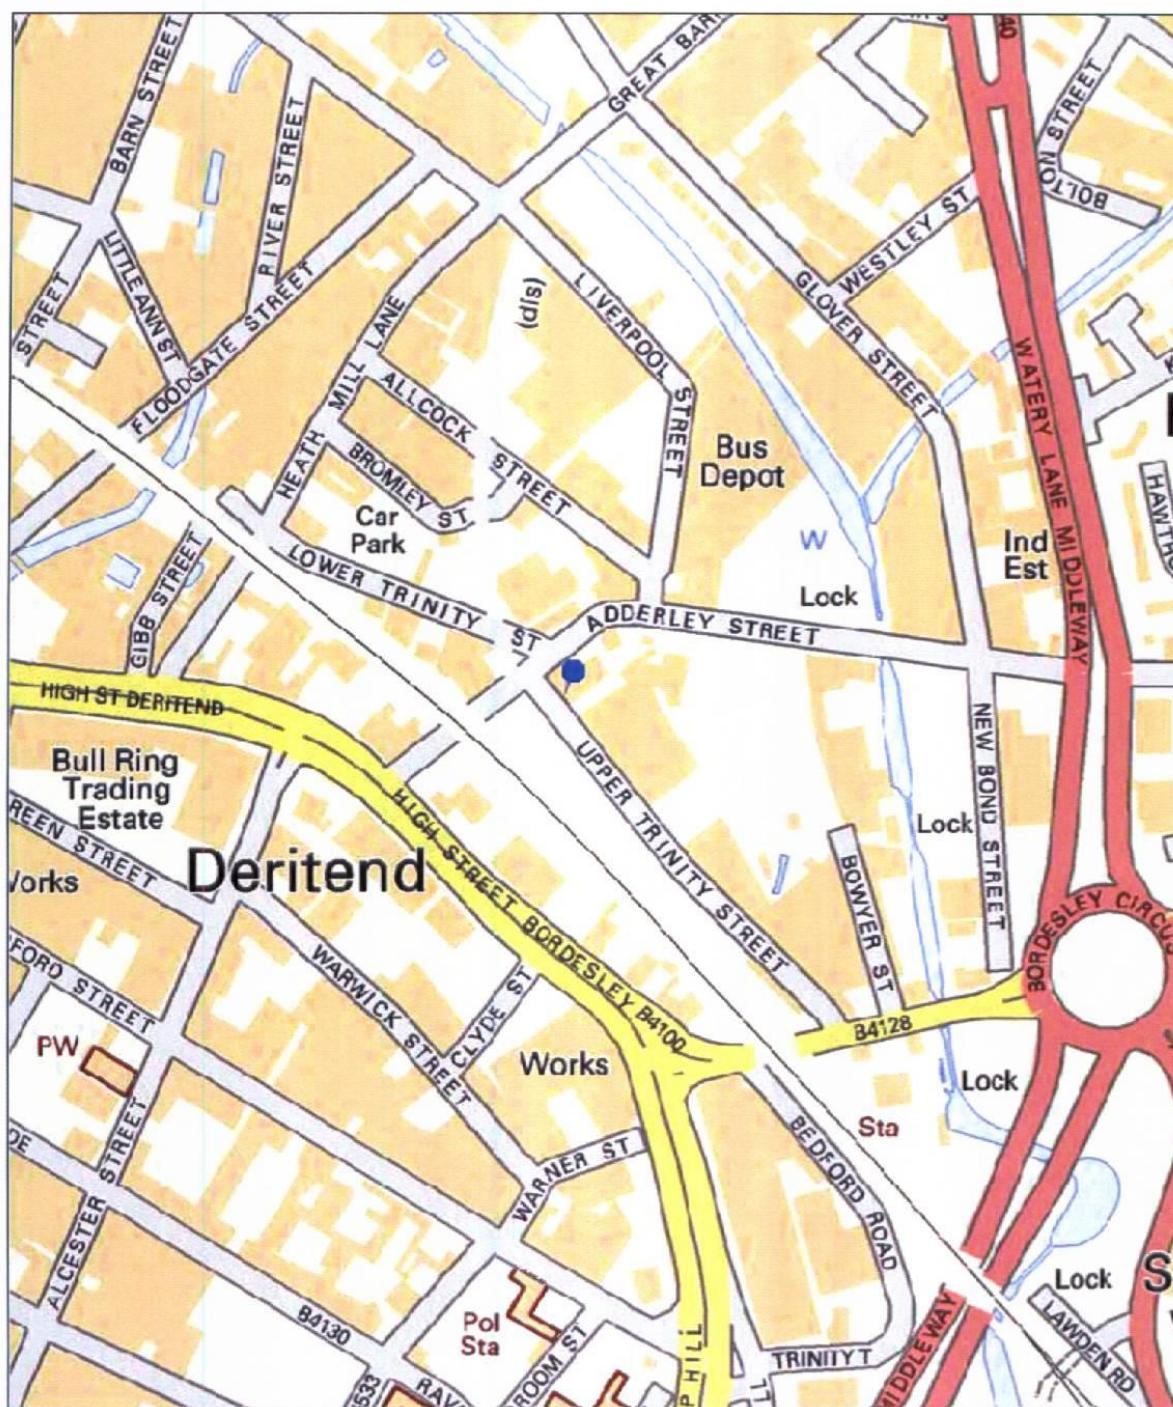 GREAT BAR
40
BARN STREET
RIVER STREET
BOLTON STREET
BOLTON
WESTLEY ST
LITTLE ANN ST
STREET
FLOODGATE STREET
(dis)
LIVERPOOL STREET
GLOVER STREET
WATERY LANE MIDDLEWAY
HEATH MILL LANE
ALLCOCK STREET
BROMLEY ST
Bus
Depot
Car
Park
W
Lock
Ind
Est
GIBB STREET
LOWER TRINITY ST
ADDERLEY STREET
HIGH ST DERITEND
Bull Ring
Trading
Estate
REEN STREET
Works
Deritend
HIGH STREET BORDESLEY B4100
UPPER TRINITY STREET
NEW BOND STREET
Lock
BOWYER ST
BORDESLEY CIRCUS
FORD STREET
WARWICK STREET
CLYDE ST
B4128
PW
Works
Lock
Sta
BEDFORD ROAD
WARNER ST
ALCESTER STREET
B4130
Pol
Sta
Lock
S
LAWDEN RD
MIDDLEWAY
TRINITY T
P HILL
ROOM ST
RAV